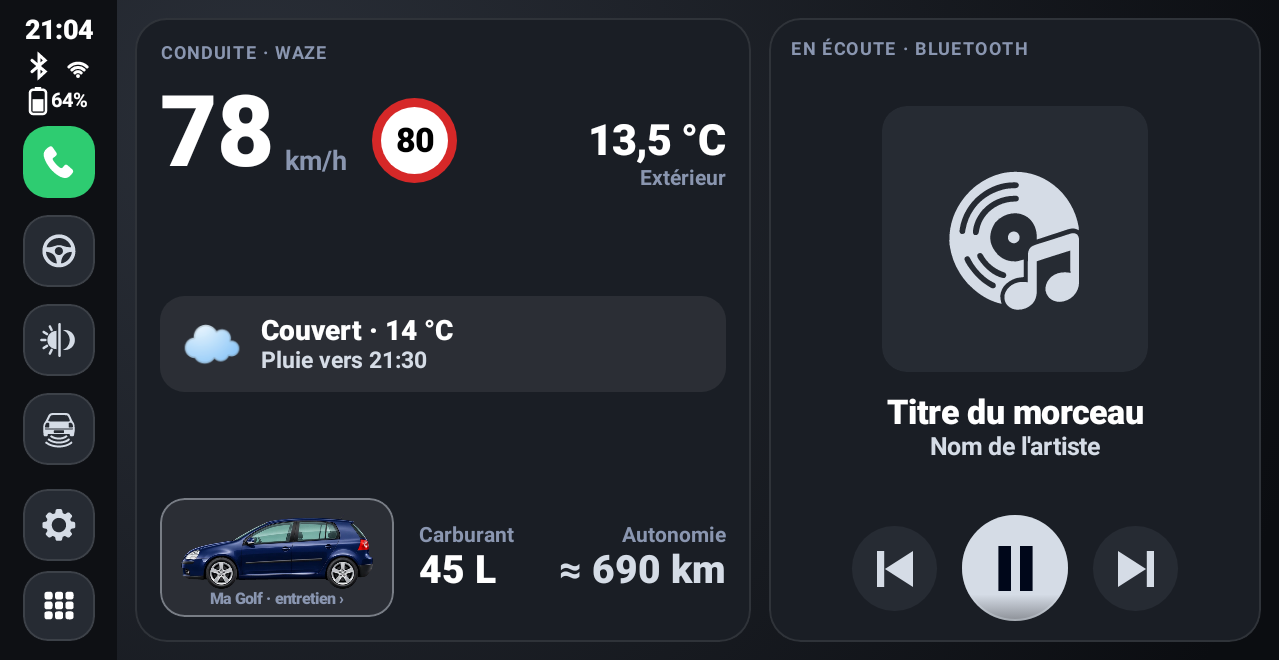 21:04
64%
CONDUITE · WAZE
78 km/h
80
13,5 °C
Extérieur
Couvert · 14 °C
Pluie vers 21:30
Ma Golf · entretien ›
Carburant
45 L
Autonomie
≈ 690 km
EN ÉCOUTE · BLUETOOTH
Titre du morceau
Nom de l'artiste